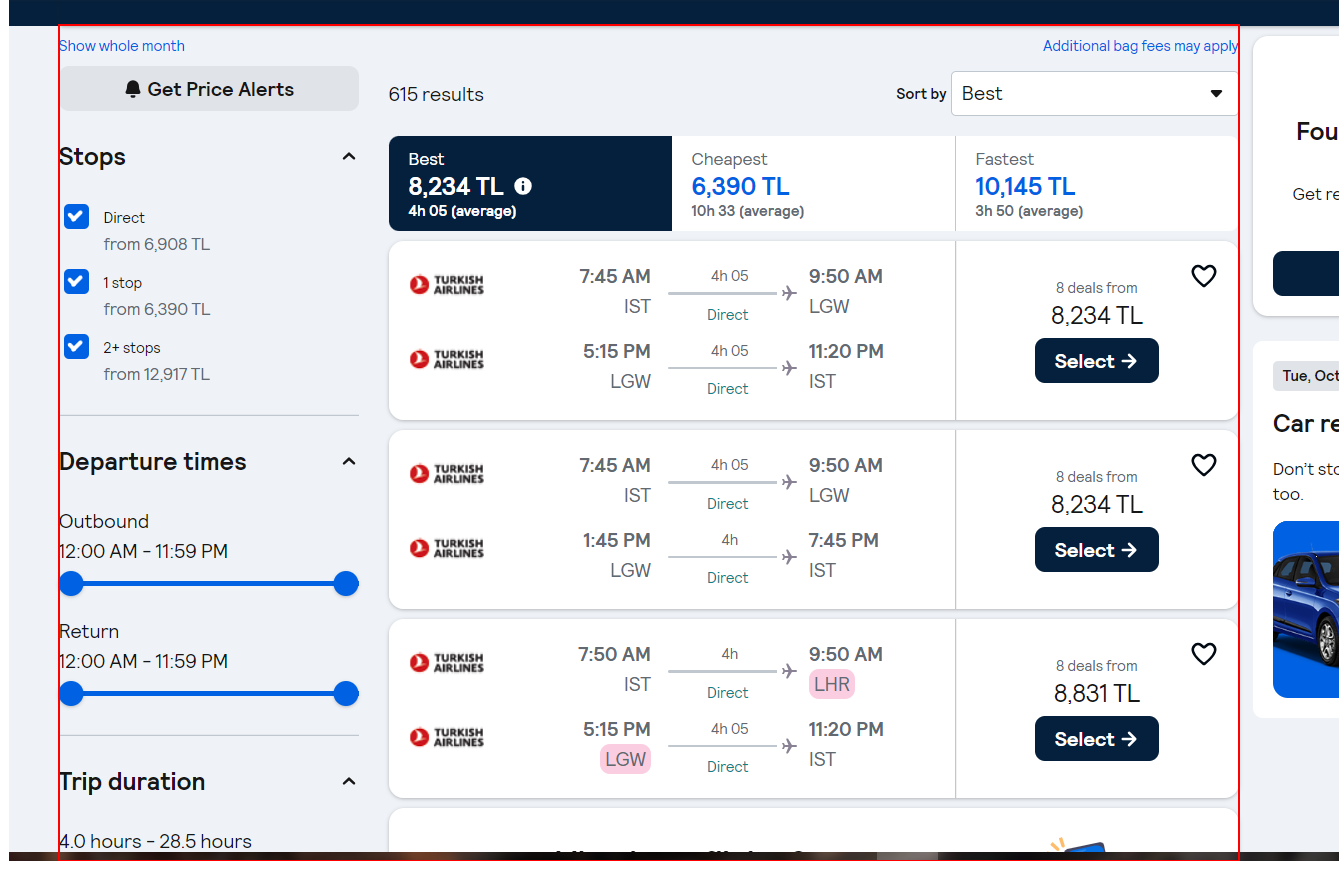 Show whole month
Additional bag fees may apply
Get Price Alerts
615 results
Sort by
Best
Stops
Direct
from 6,908 TL
1 stop
from 6,390 TL
2+ stops
from 12,917 TL
Departure times
Outbound
12:00 AM - 11:59 PM
Return
12:00 AM - 11:59 PM
Trip duration
4.0 hours - 28.5 hours
Best
8,234 TL
4h 05 (average)
Cheapest
6,390 TL
10h 33 (average)
Fastest
10,145 TL
3h 50 (average)
TURKISH
AIRLINES
7:45 AM
IST
4h 05
Direct
9:50 AM
LGW
TURKISH
AIRLINES
5:15 PM
LGW
4h 05
Direct
11:20 PM
IST
8 deals from
8,234 TL
Select
TURKISH
AIRLINES
7:45 AM
IST
4h 05
Direct
9:50 AM
LGW
TURKISH
AIRLINES
1:45 PM
LGW
4h
Direct
7:45 PM
IST
8 deals from
8,234 TL
Select
TURKISH
AIRLINES
7:50 AM
IST
4h
Direct
9:50 AM
LHR
TURKISH
AIRLINES
5:15 PM
LGW
4h 05
Direct
11:20 PM
IST
8 deals from
8,831 TL
Select
Fou
Get re
Tue, Oct
Car re
Don't sto
too.